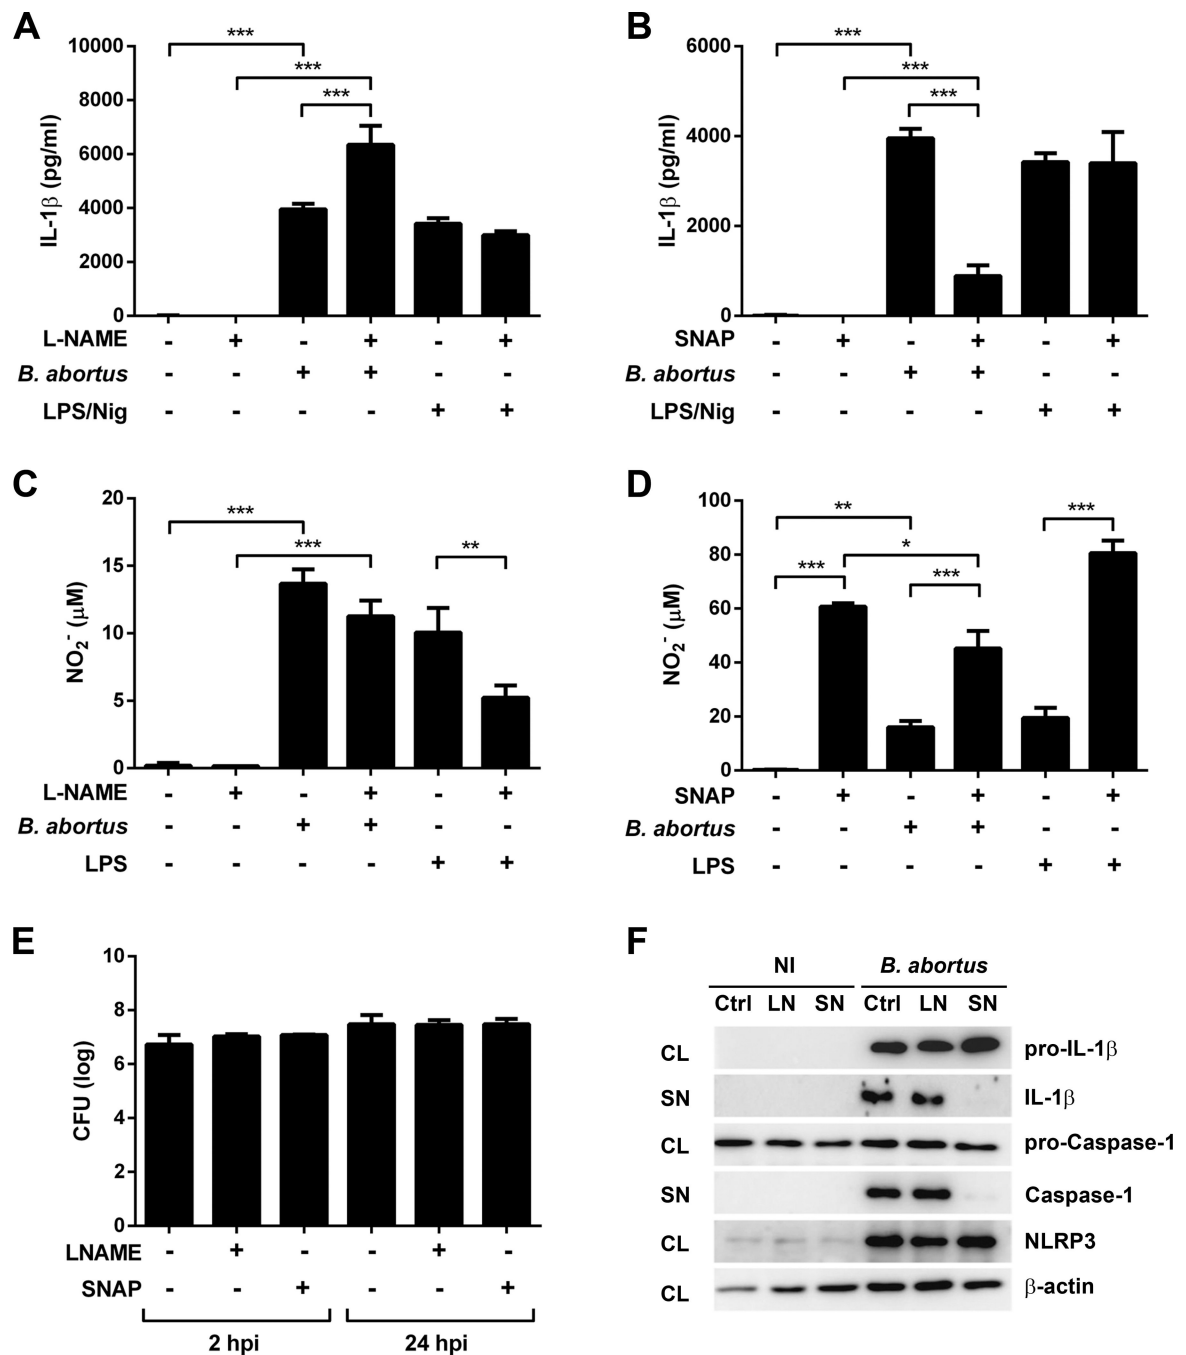 A
10000
8000
6000
4000
2000
0
IL-1β (pg/ml)
***
***
***
L-NAME - + - + - +
B. abortus - - + + - -
LPS/Nig - - - - + +
B
6000
4000
2000
0
IL-1β (pg/ml)
***
***
***
SNAP - + - + - +
B. abortus - - + + - -
LPS/Nig - - - - + +
C
20
15
10
5
0
NO2- (μM)
***
***
**
L-NAME - + - + - +
B. abortus - - + + - -
LPS - - - - + +
D
100
80
60
40
20
0
NO2- (μM)
**
*
***
***
***
SNAP - + - + - +
B. abortus - - + + - -
LPS - - - - + +
E
10
8
6
4
2
0
CFU (log)
LNAME - + - - + -
SNAP - - + - - +
2 hpi 24 hpi
F
NI B. abortus
Ctrl LN SN Ctrl LN SN
CL pro-IL-1β
SN IL-1β
CL pro-Caspase-1
SN Caspase-1
CL NLRP3
CL β-actin